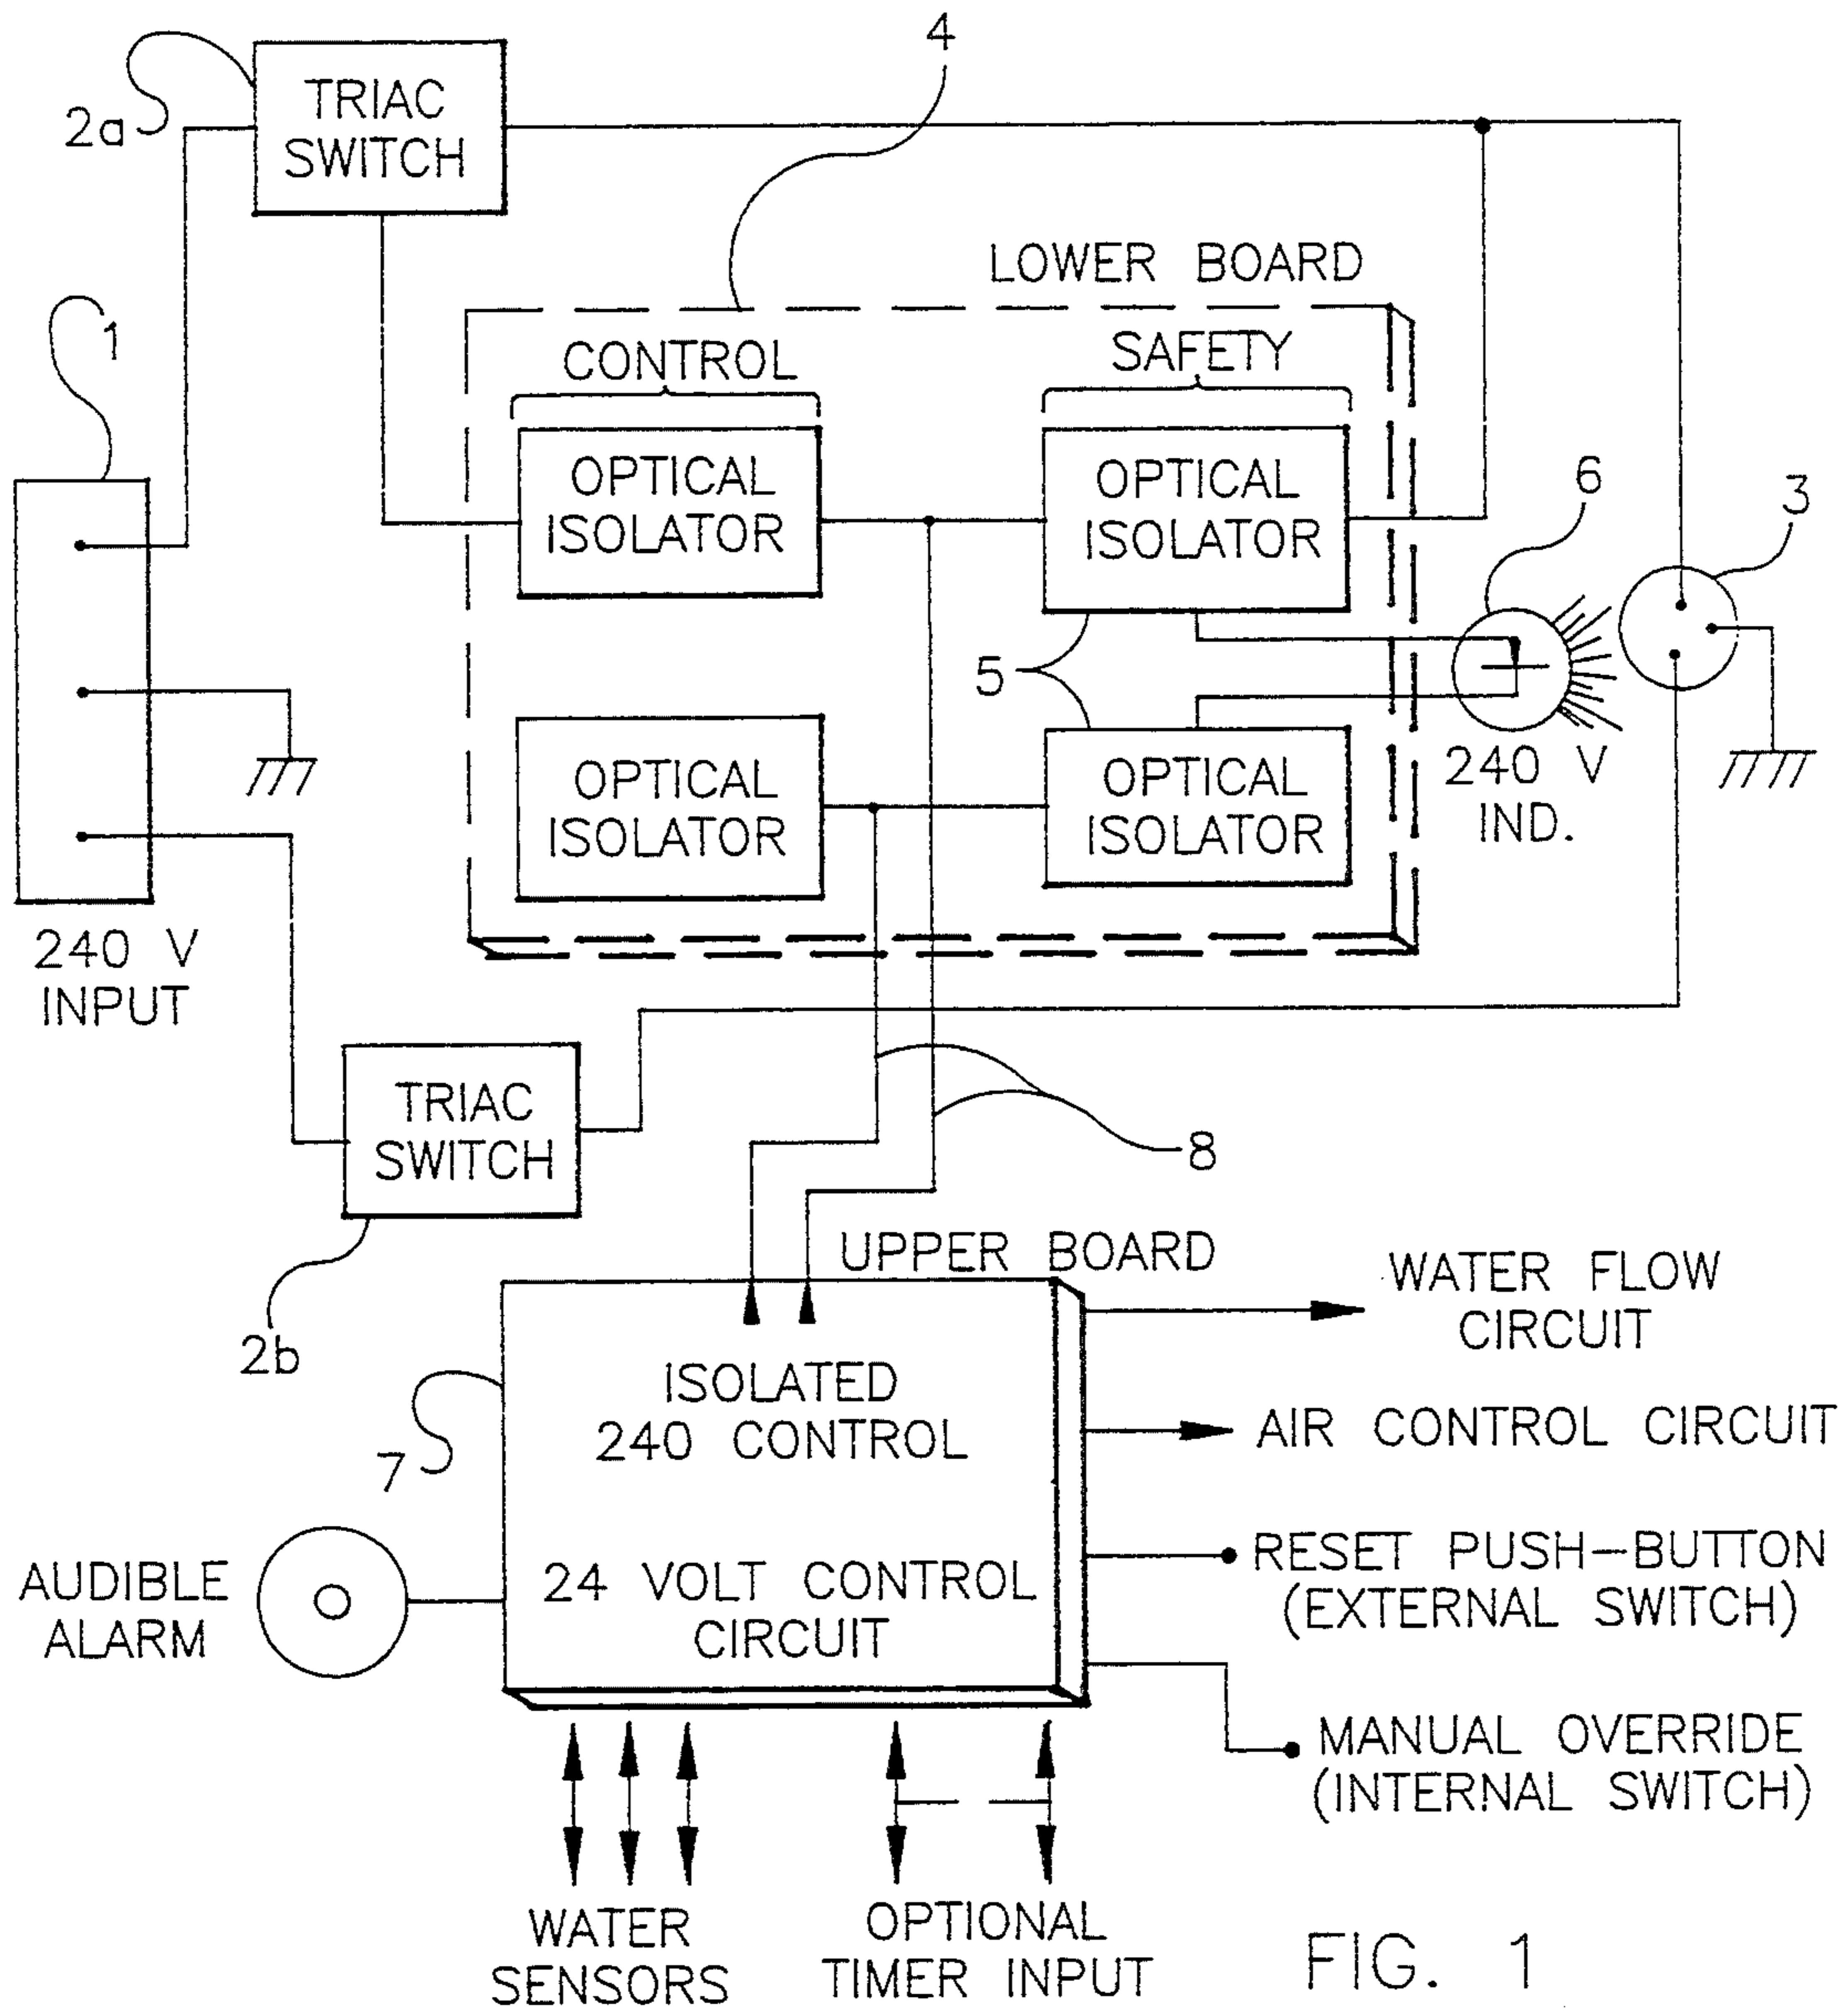 4
2a
TRIAC
SWITCH
LOWER BOARD
1
CONTROL
SAFETY
OPTICAL
ISOLATOR
OPTICAL
ISOLATOR
6
3
5
OPTICAL
ISOLATOR
OPTICAL
ISOLATOR
240 V
IND.
240 V
INPUT
TRIAC
SWITCH
8
2b
UPPER BOARD
WATER FLOW
CIRCUIT
ISOLATED
240 CONTROL
AIR CONTROL CIRCUIT
7
24 VOLT CONTROL
CIRCUIT
RESET PUSH-BUTTON
(EXTERNAL SWITCH)
AUDIBLE
ALARM
MANUAL OVERRIDE
(INTERNAL SWITCH)
WATER
SENSORS
OPTIONAL
TIMER INPUT
FIG. 1